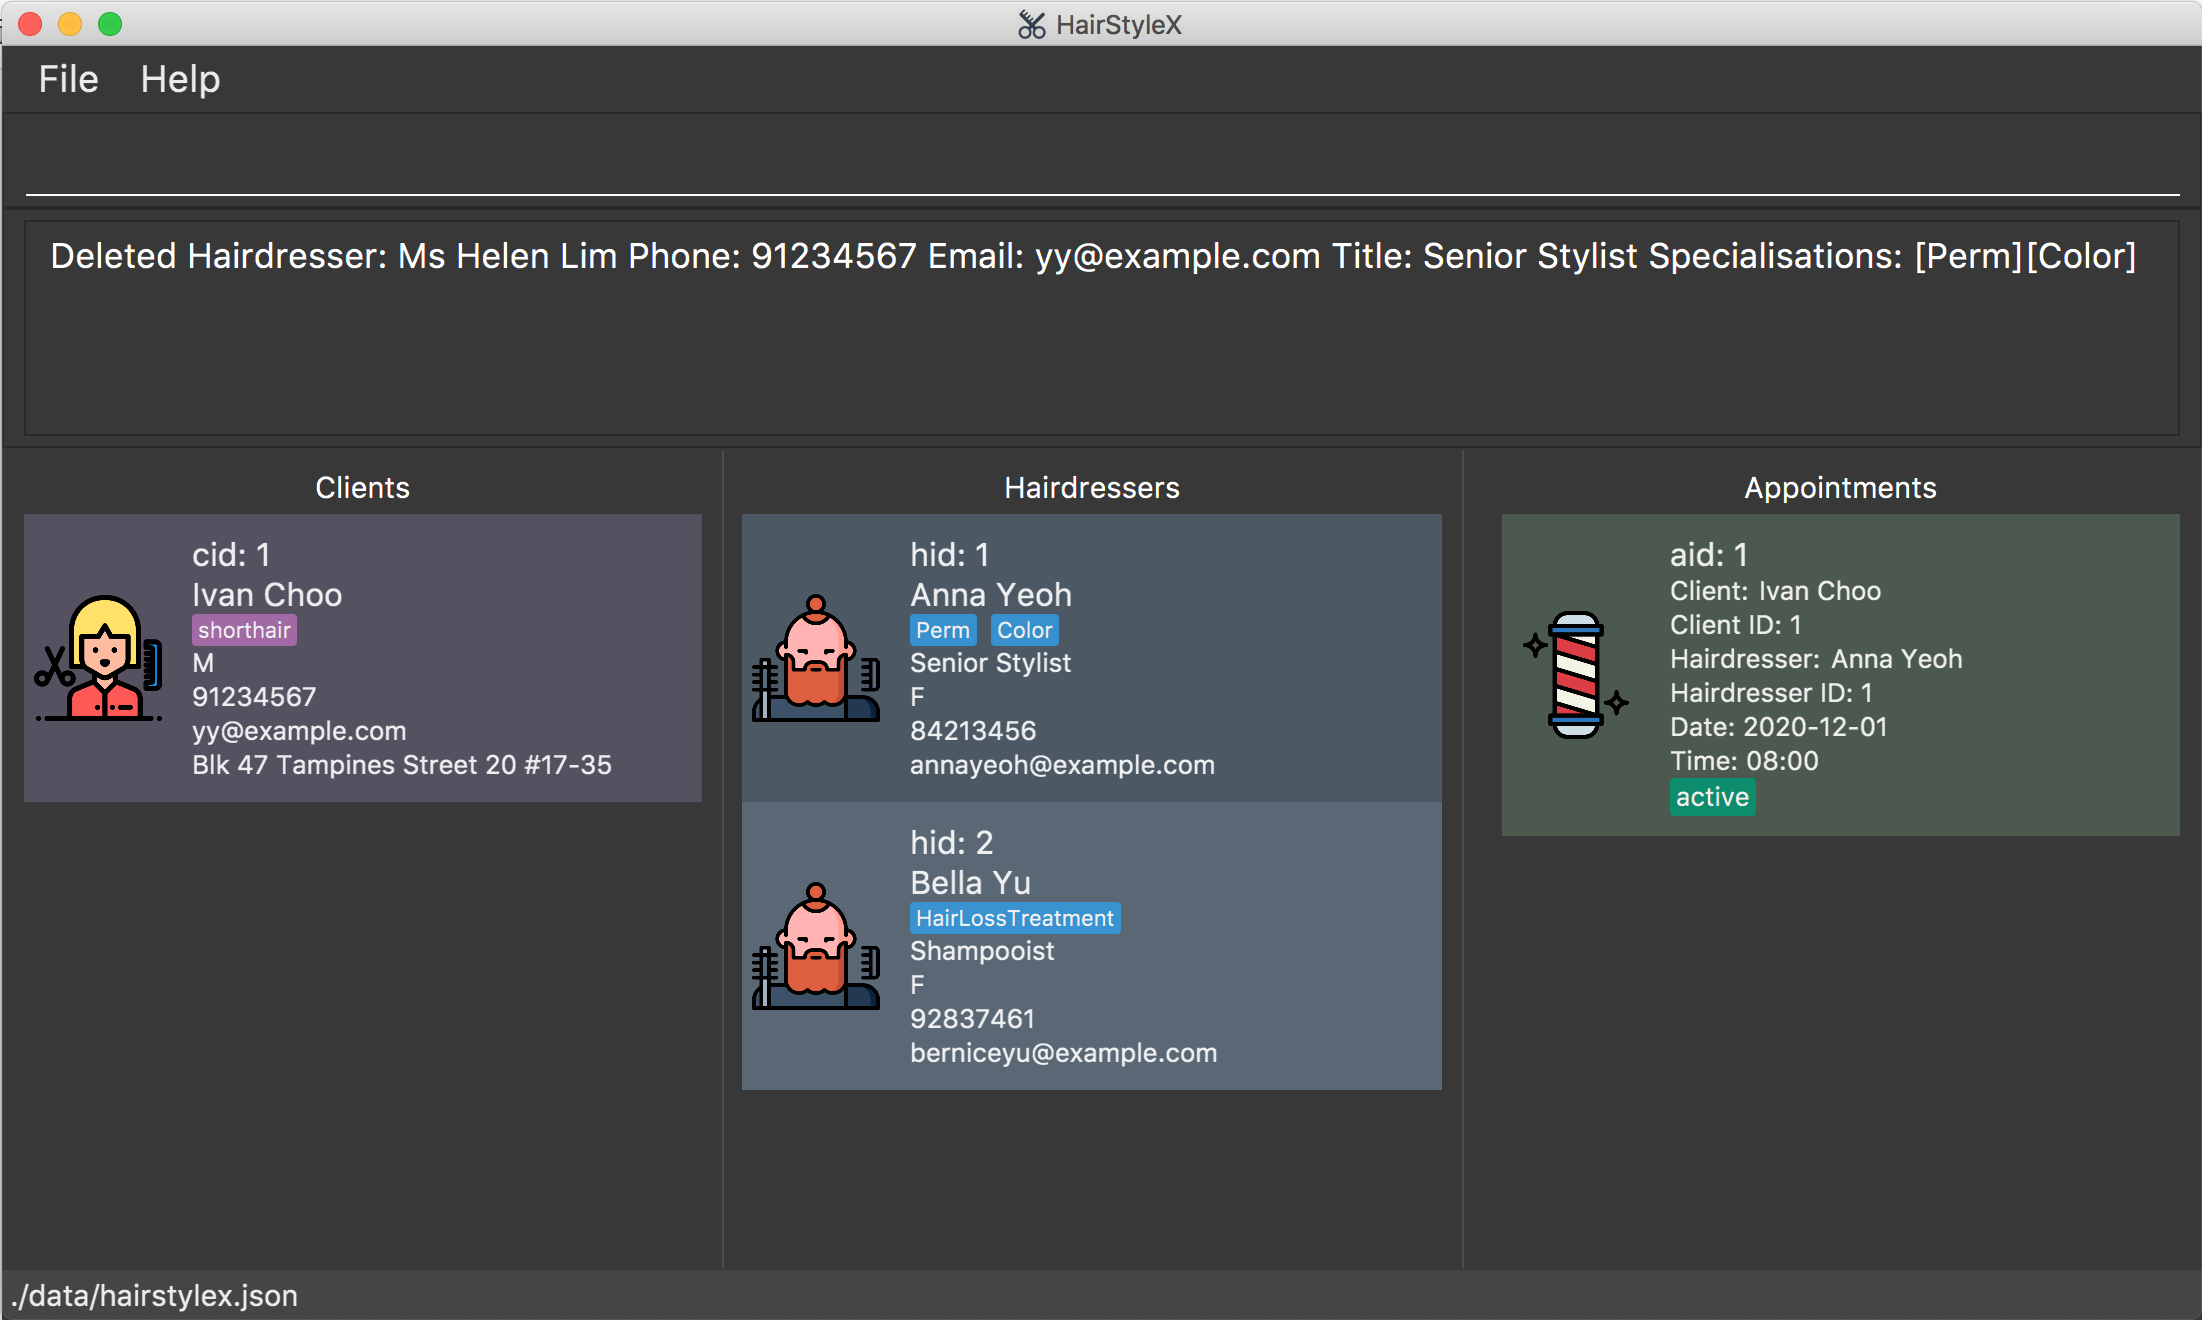 HairStyleX
File Help
Deleted Hairdresser: Ms Helen Lim Phone: 91234567 Email: yy@example.com Title: Senior Stylist Specialisations: [Perm][Color]
Clients
cid: 1
Ivan Choo
shorthair
M
91234567
yy@example.com
Blk 47 Tampines Street 20 #17-35
Hairdressers
hid: 1
Anna Yeoh
Perm Color
Senior Stylist
F
84213456
annayeoh@example.com
hid: 2
Bella Yu
HairLossTreatment
Shampooist
F
92837461
berniceyu@example.com
Appointments
aid: 1
Client: Ivan Choo
Client ID: 1
Hairdresser: Anna Yeoh
Hairdresser ID: 1
Date: 2020-12-01
Time: 08:00
active
./data/hairstylex.json